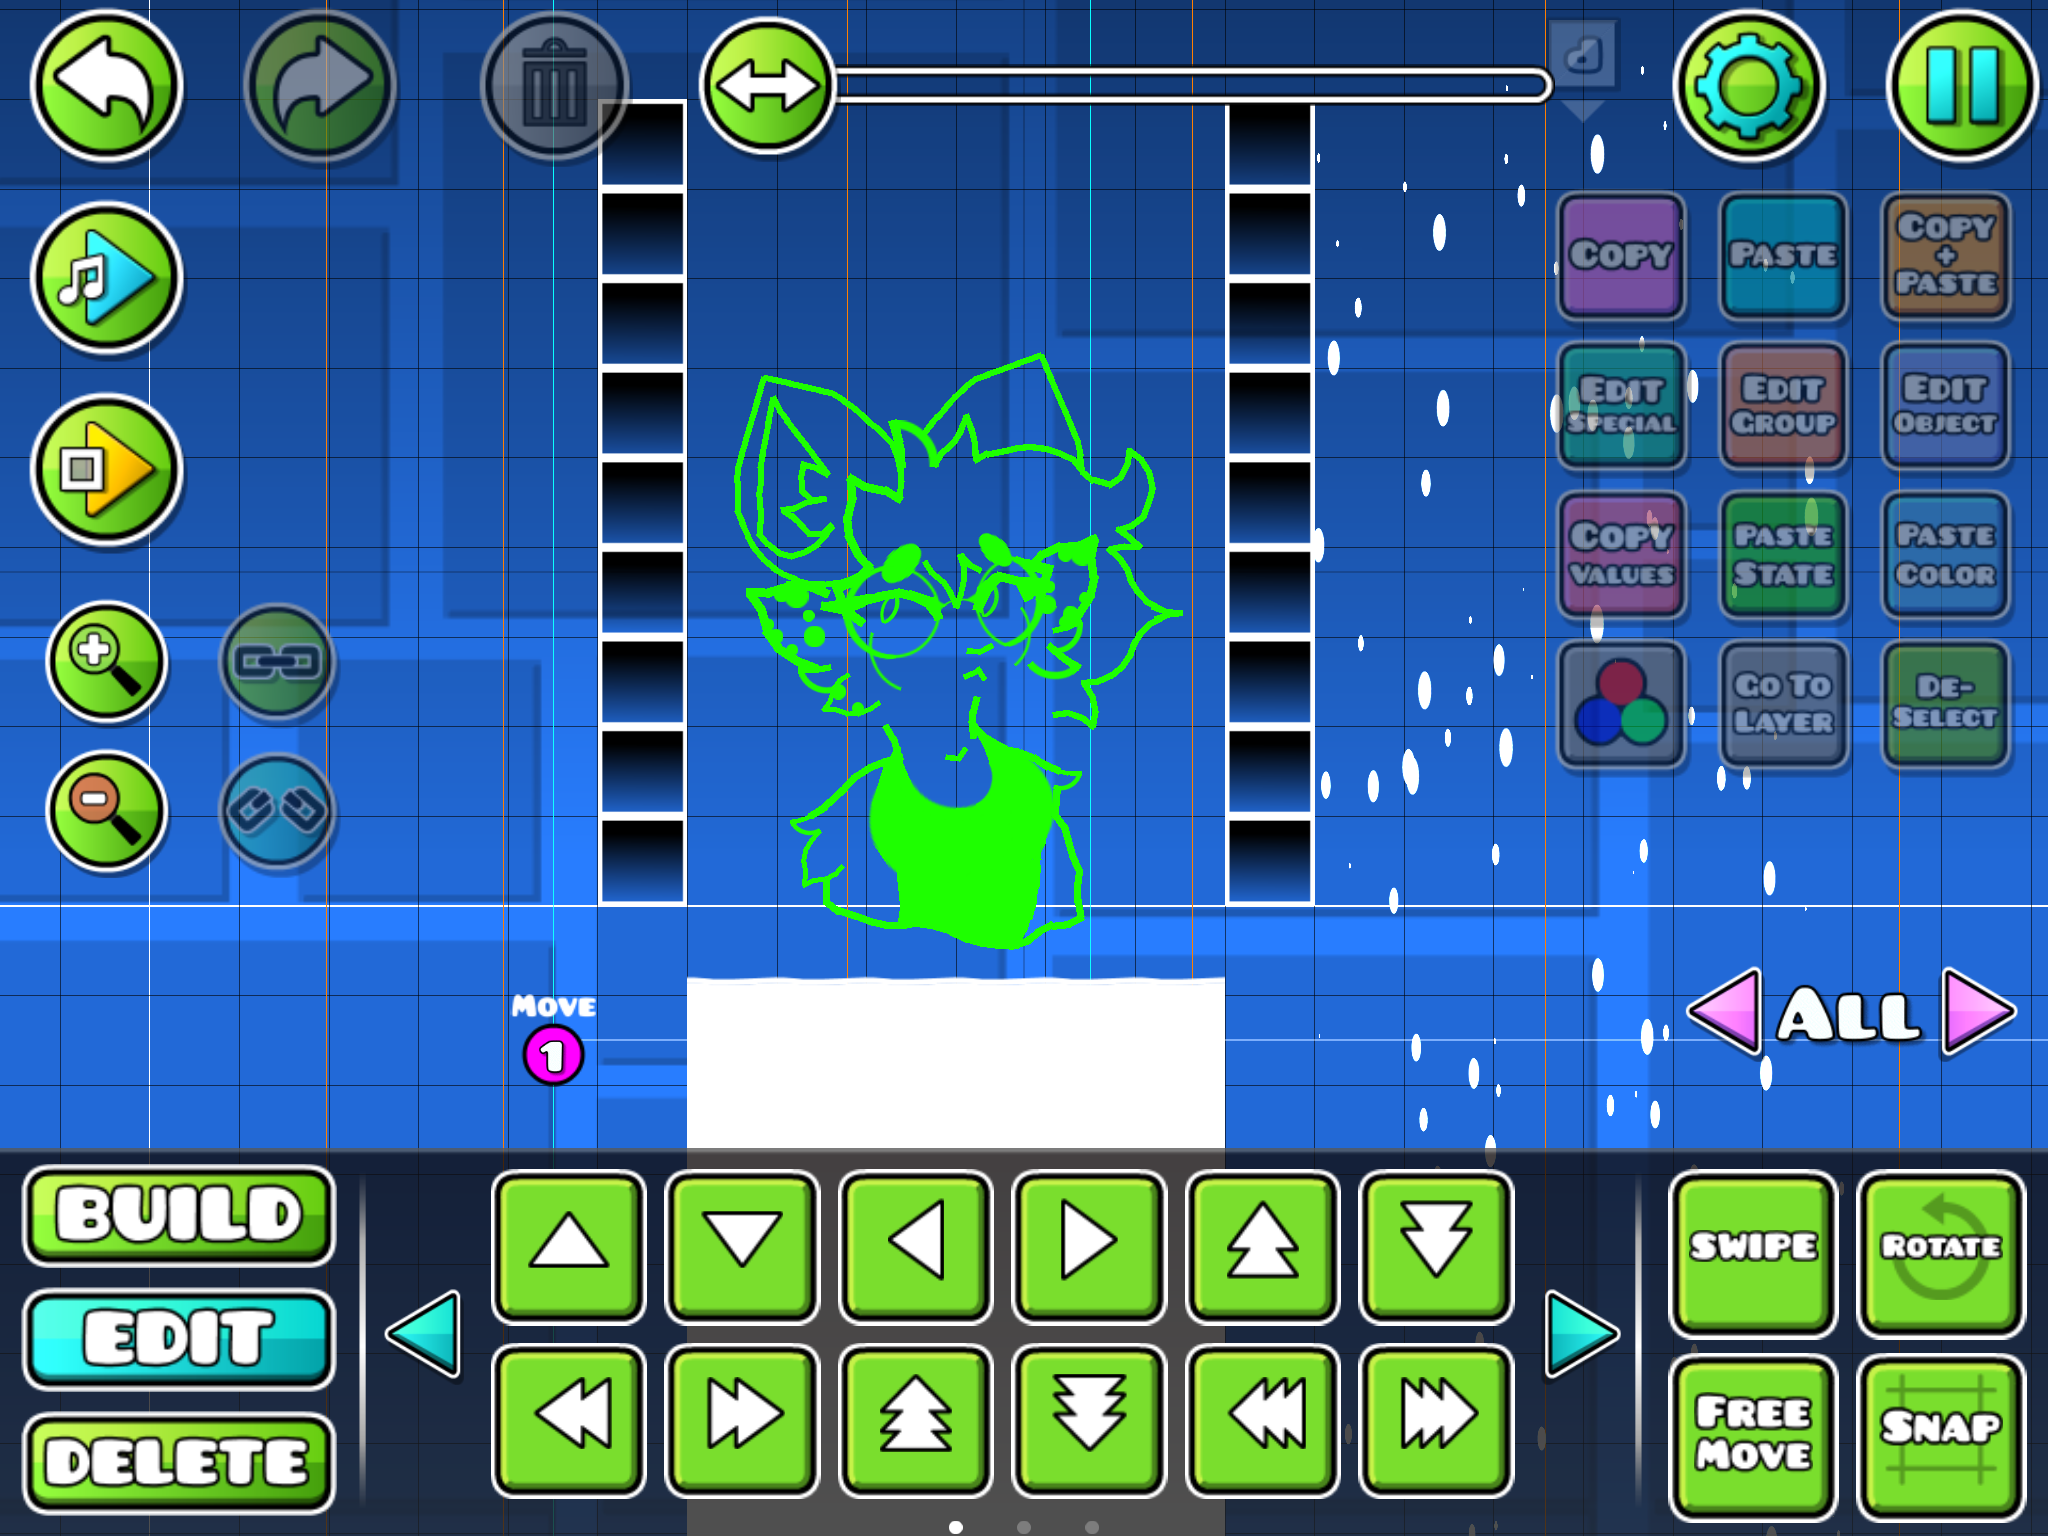 d
COPY
PASTE
COPY
+
PASTE
EDIT
SPECIAL
EDIT
GROUP
EDIT
OBJECT
COPY
VALUES
PASTE
STATE
PASTE
COLOR
GO TO
LAYER
DE-
SELECT
MOVE
1
ALL
BUILD
EDIT
DELETE
SWIPE
ROTATE
FREE
MOVE
SNAP